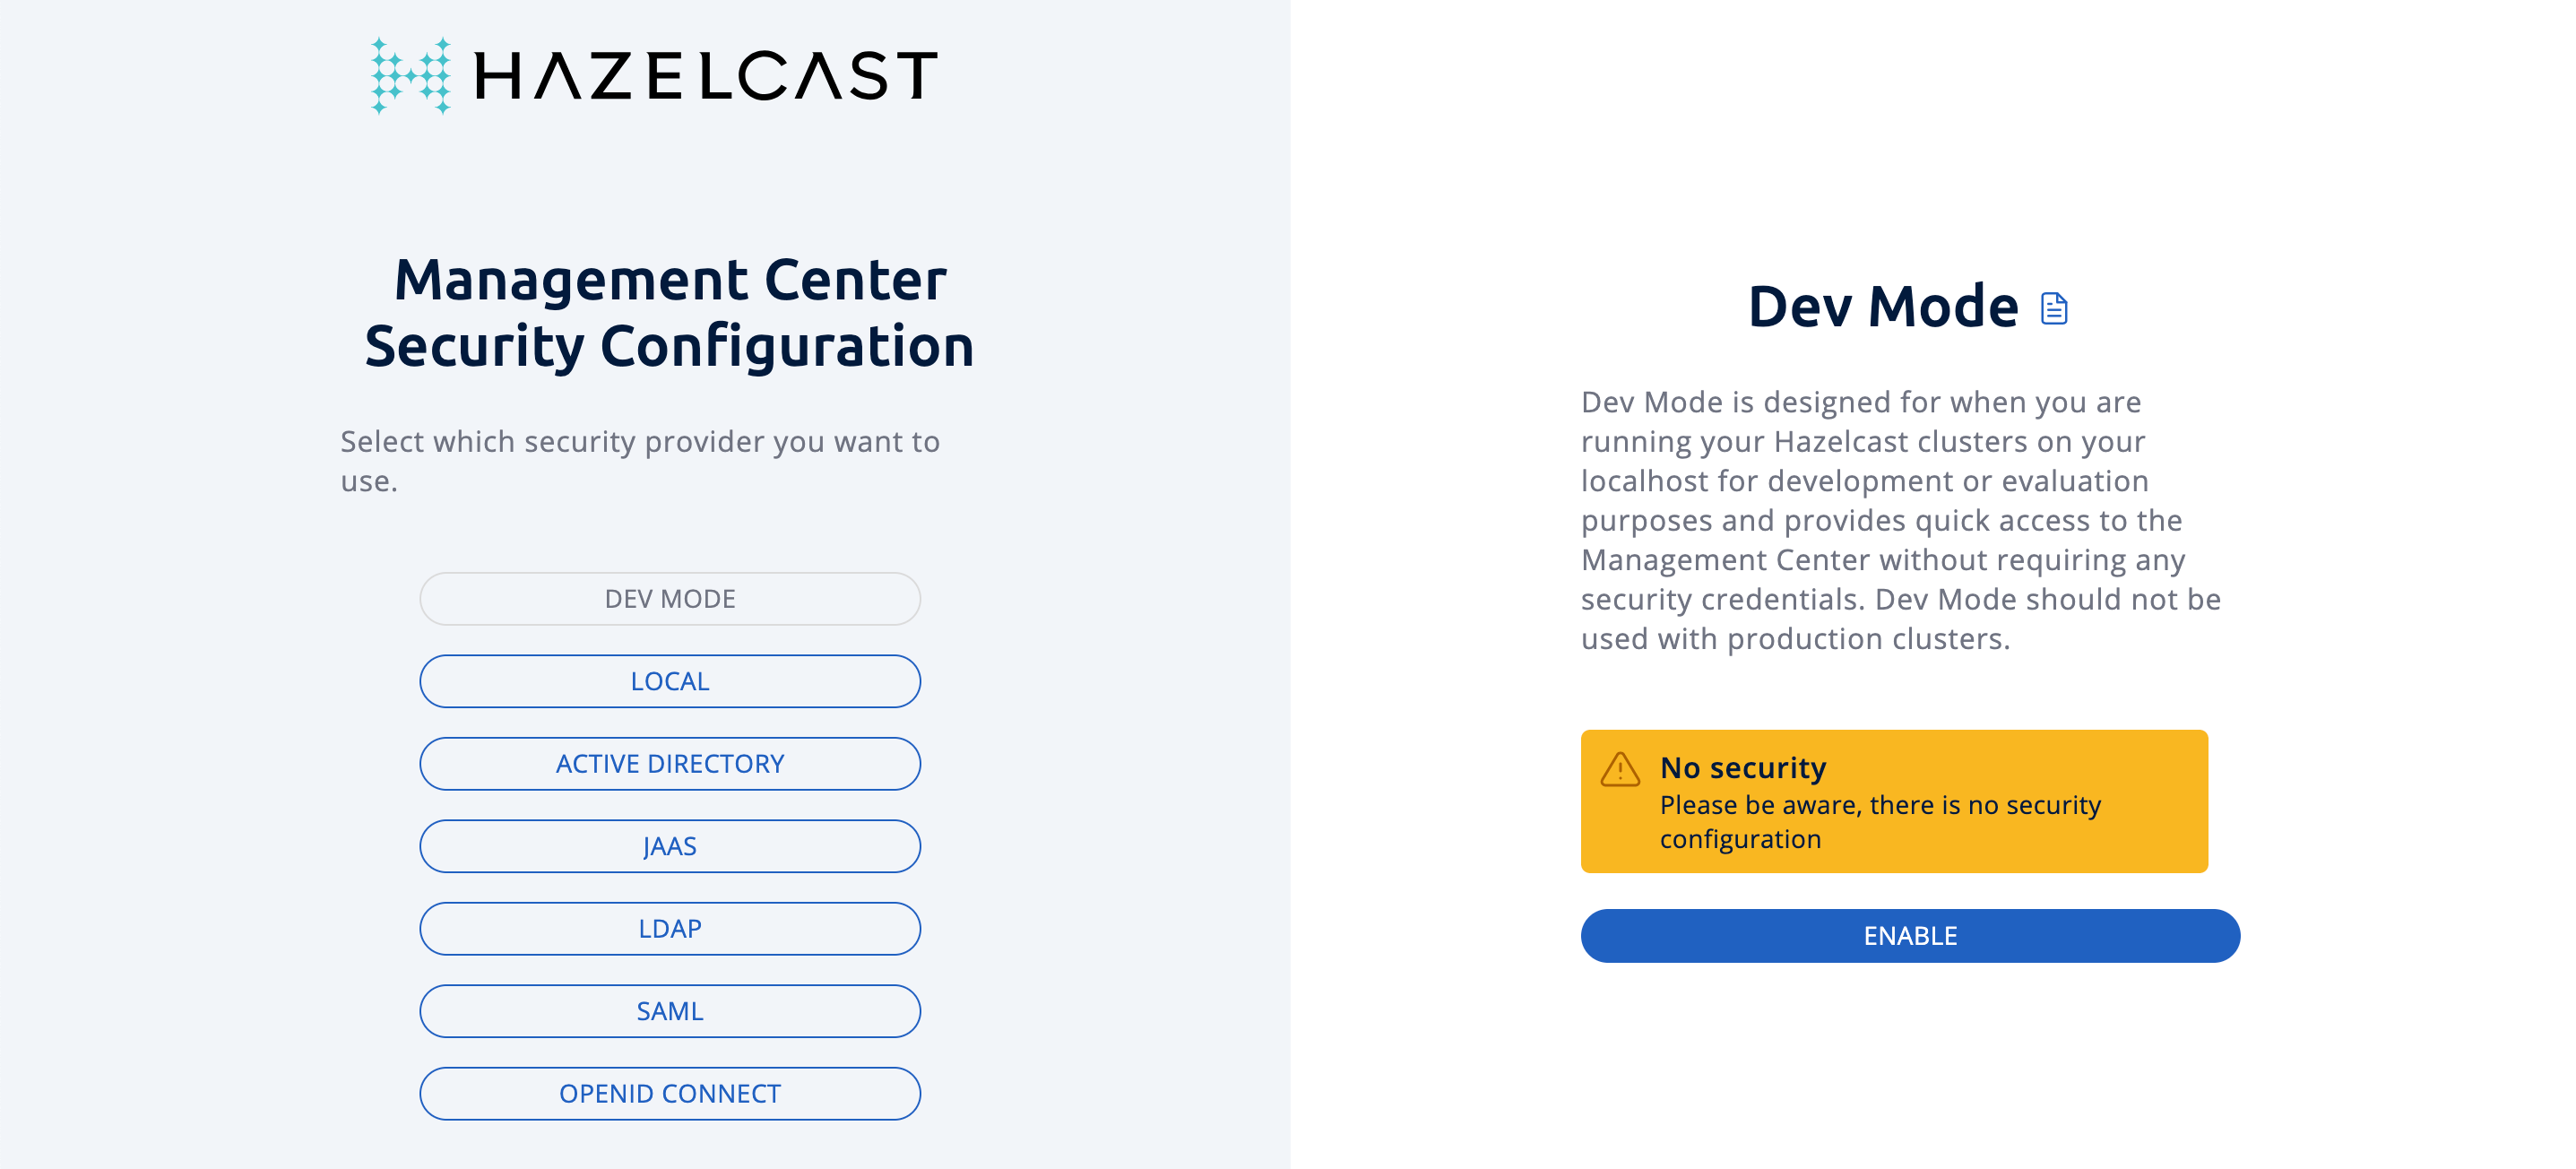 HAZELCAST
Management Center
Security Configuration
Select which security provider you want to
use.
DEV MODE
LOCAL
ACTIVE DIRECTORY
JAAS
LDAP
SAML
OPENID CONNECT
Dev Mode
Dev Mode is designed for when you are
running your Hazelcast clusters on your
localhost for development or evaluation
purposes and provides quick access to the
Management Center without requiring any
security credentials. Dev Mode should not be
used with production clusters.
No security
Please be aware, there is no security
configuration
ENABLE